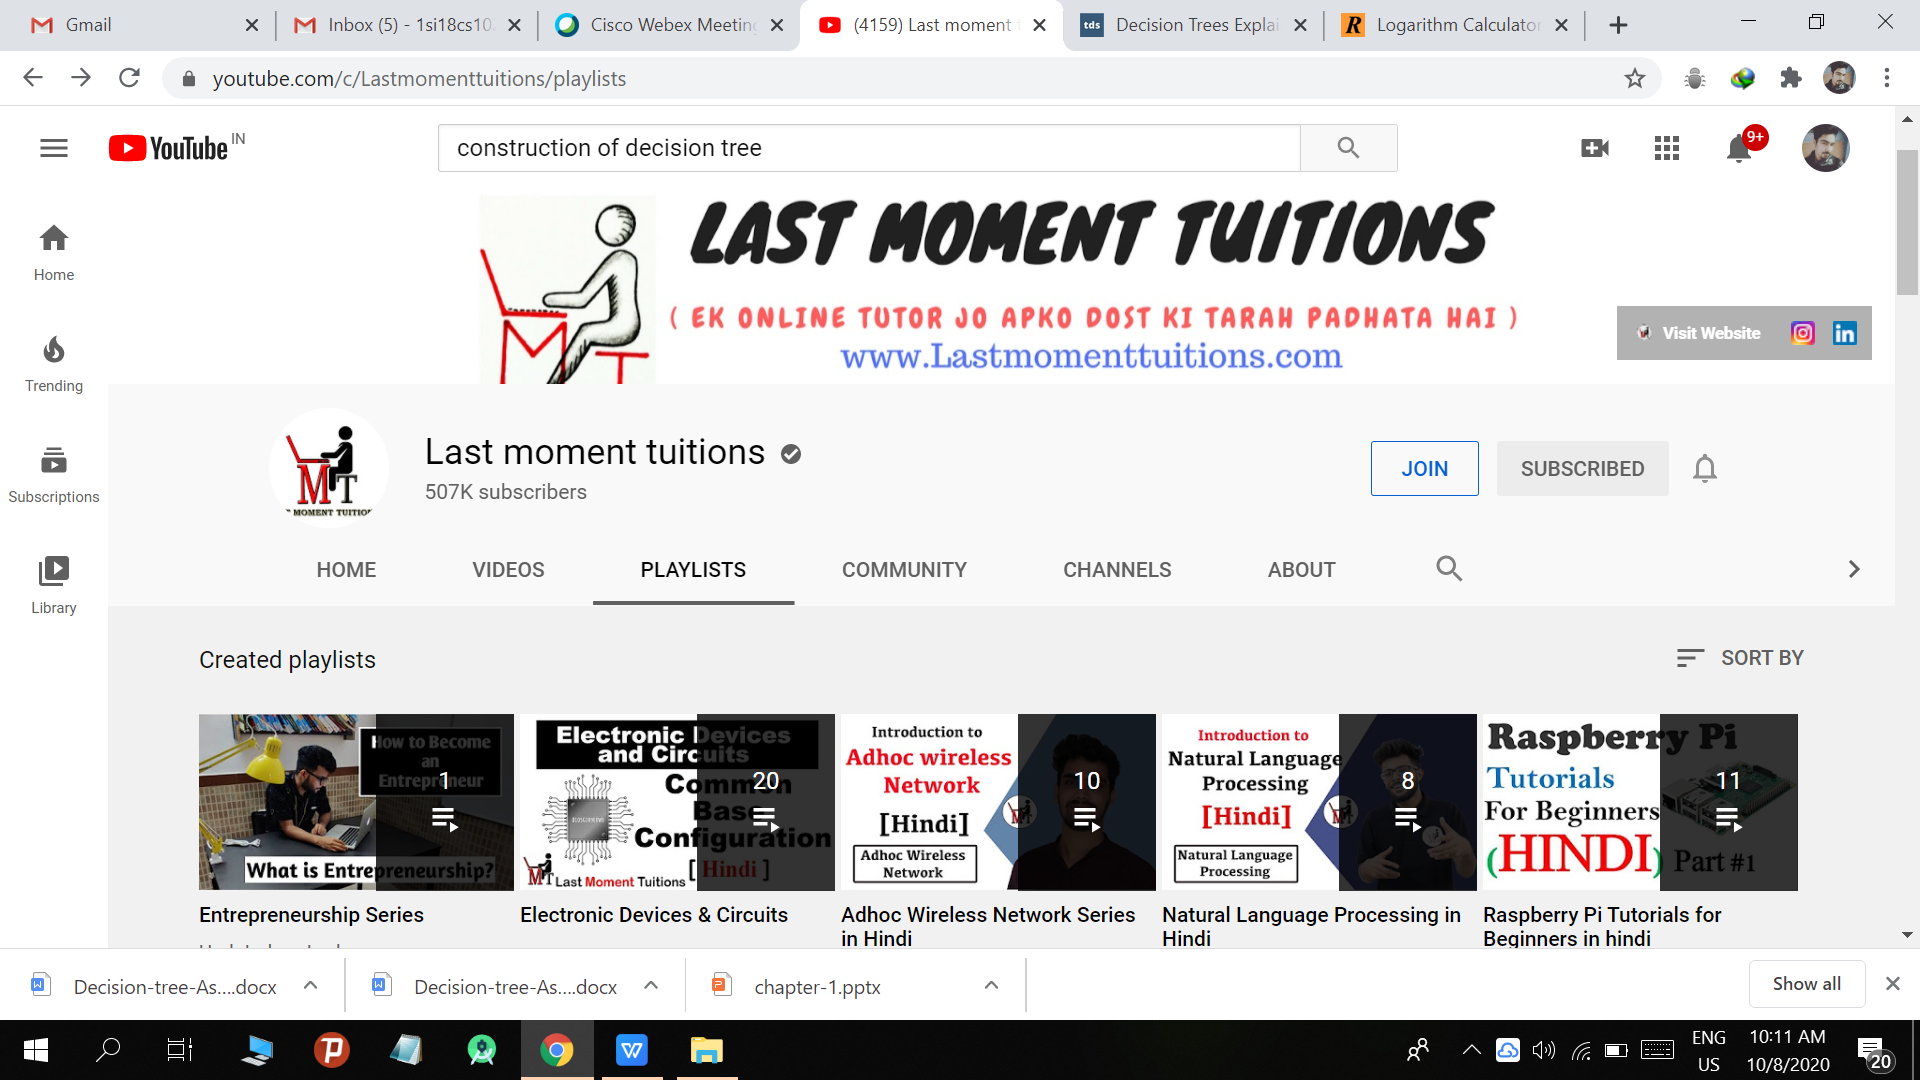 Gmail
Inbox (5) - 1si18cs10
Cisco Webex Meeting
(4159) Last moment
tds
Decision Trees Explai
R
Logarithm Calculator
youtube.com/c/Lastmomenttuitions/playlists
YouTube IN
construction of decision tree
9+
LAST MOMENT TUITIONS
( EK ONLINE TUTOR JO APKO DOST KI TARAH PADHATA HAI )
www.Lastmomenttuitions.com
Visit Website
Home
Trending
Subscriptions
Library
MT
MOMENT TUITION
Last moment tuitions
507K subscribers
JOIN
SUBSCRIBED
HOME
VIDEOS
PLAYLISTS
COMMUNITY
CHANNELS
ABOUT
Created playlists
SORT BY
How to Become
an
Entrepreneur
1
What is Entrepreneurship?
Electronic Devices
and Circuits
Common
Base
Configuration
[ Hindi ]
20
Last Moment Tuitions
Introduction to
Adhoc wireless
Network
[Hindi]
Adhoc Wireless
Network
10
Introduction to
Natural Language
Processing
[Hindi]
Natural Language
Processing
8
Raspberry Pi
Tutorials
For Beginners
(HINDI) Part #1
11
Entrepreneurship Series
Electronic Devices & Circuits
Adhoc Wireless Network Series
in Hindi
Natural Language Processing in
Hindi
Raspberry Pi Tutorials for
Beginners in hindi
Decision-tree-As....docx
Decision-tree-As....docx
chapter-1.pptx
Show all
ENG
US
10:11 AM
10/8/2020
20